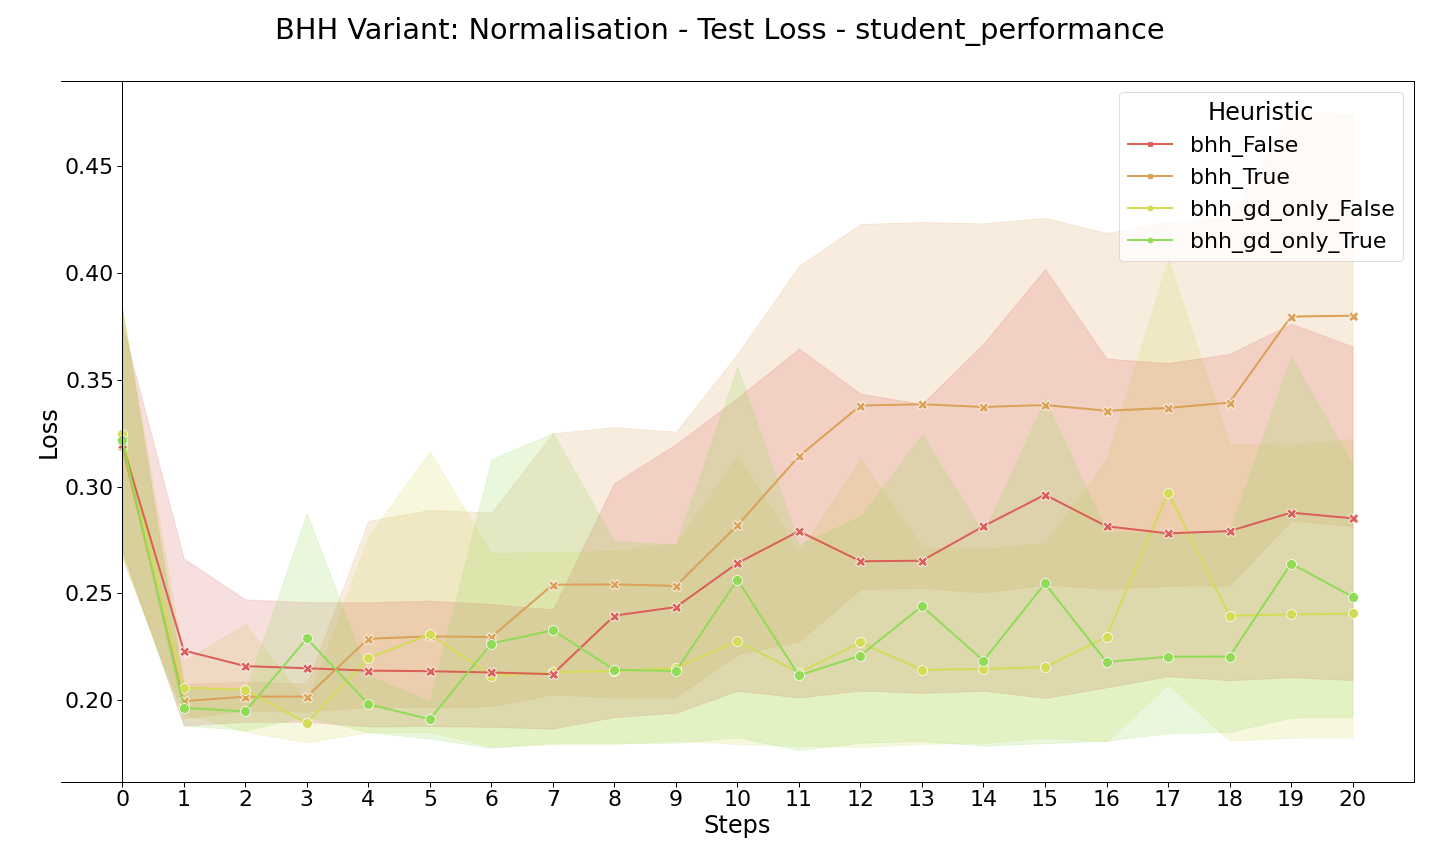 BHH Variant: Normalisation - Test Loss - student_performance
Heuristic
bhh_False
bhh_True
bhh_gd_only_False
bhh_gd_only_True
Loss
0.45
0.40
0.35
0.30
0.25
0.20
0 1 2 3 4 5 6 7 8 9 10 11 12 13 14 15 16 17 18 19 20
Steps